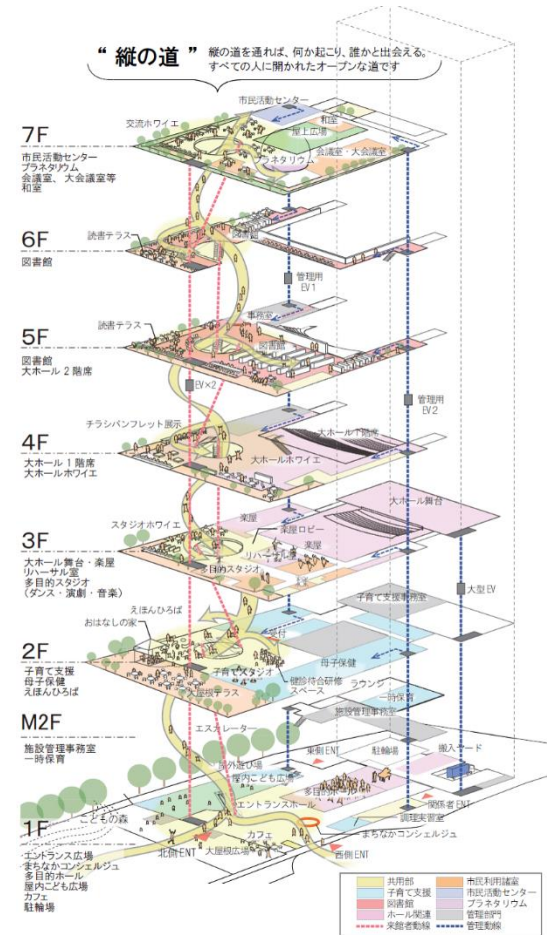 “ 縦の道 ”
縦の道を通れば、何か起こり、誰かと出会える。
すべての人に開かれたオープンな道です
市民活動センター
交流ホワイエ
和室
屋上広場
プラネタリウム
会議室・大会議室
7F
市民活動センター
プラネタリウム
会議室、大会議室等
和室
読書テラス
図書館
6F
図書館
管理用
EV1
読書テラス
事務室
図書館
5F
図書館
大ホール 2 階席
EV×2
管理用
EV2
チラシパンフレット展示
大ホール 1 階席
大ホールホワイエ
4F
大ホール 1 階席
大ホールホワイエ
大ホール舞台
楽屋
スタジオホワイエ
楽屋ロビー
楽屋
リハーサル室
多目的スタジオ
3F
大ホール舞台・楽屋
リハーサル室
多目的スタジオ
(ダンス・演劇・音楽)
大型 EV
子育て支援事務室
えほんひろば
おはなしの家
受付
母子保健
子育てスタジオ
健診待合研修
スペース
大屋根テラス
2F
子育て支援
母子保健
えほんひろば
ラウンジ
一時保育
施設管理事務室
M2F
施設管理事務室
一時保育
エスカレーター
東側 ENT
駐輪場
搬入ヤード
屋外遊び場
屋内こども広場
多目的ホール
こどもの森
エントランスホール
関係者 ENT
調理実習室
カフェ
まちなかコンシェルジュ
北側 ENT
大屋根広場
西側 ENT
1F
エントランス広場
まちなかコンシェルジュ
多目的ホール
屋内こども広場
カフェ
駐輪場
共用部
市民利用諸室
子育て支援
市民活動センター
図書館
プラネタリウム
ホール関連
管理部門
来館者動線
管理動線